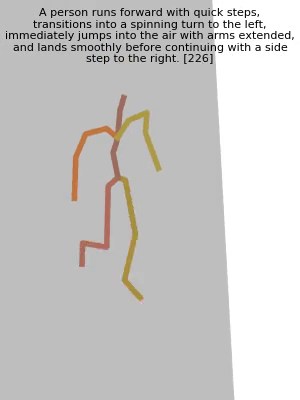 A person runs forward with quick steps,
transitions into a spinning turn to the left,
immediately jumps into the air with arms extended,
and lands smoothly before continuing with a side
step to the right. [226]